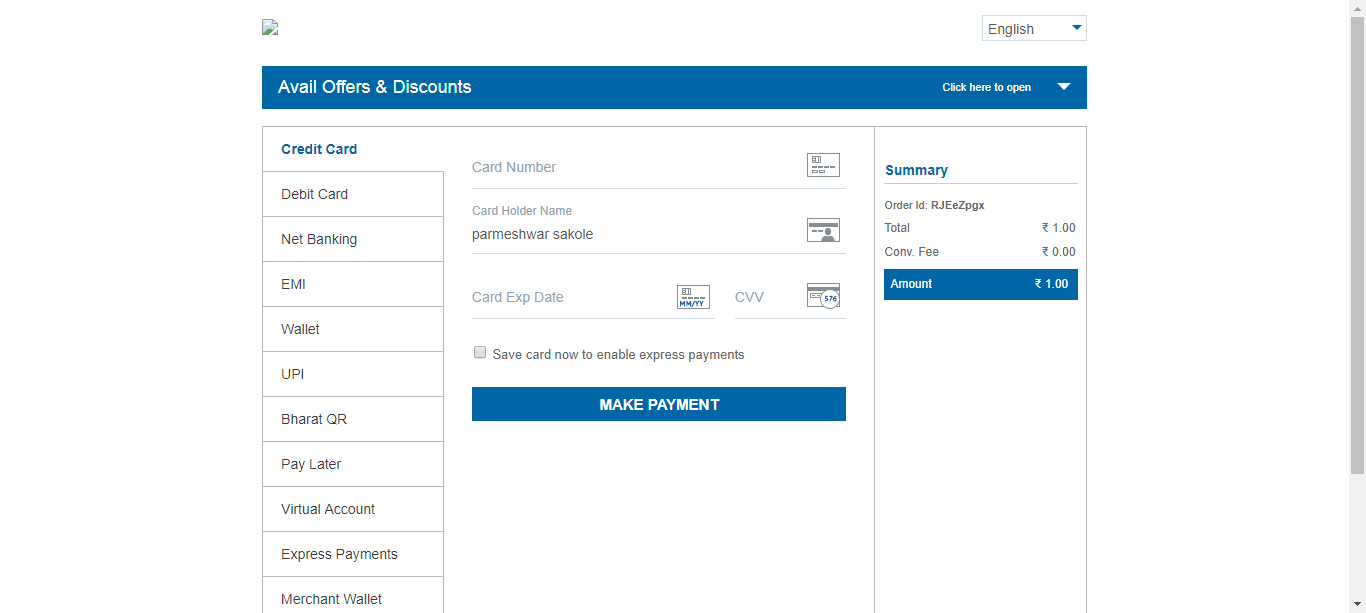 English
Avail Offers & Discounts
Click here to open
Credit Card
Debit Card
Net Banking
EMI
Wallet
UPI
Bharat QR
Pay Later
Virtual Account
Express Payments
Merchant Wallet
Card Number
Card Holder Name
parmeshwar sakole
Card Exp Date
MM/YY
CVV
576
Save card now to enable express payments
MAKE PAYMENT
Summary
Order Id: RJEeZpgx
Total ₹ 1.00
Conv. Fee ₹ 0.00
Amount ₹ 1.00